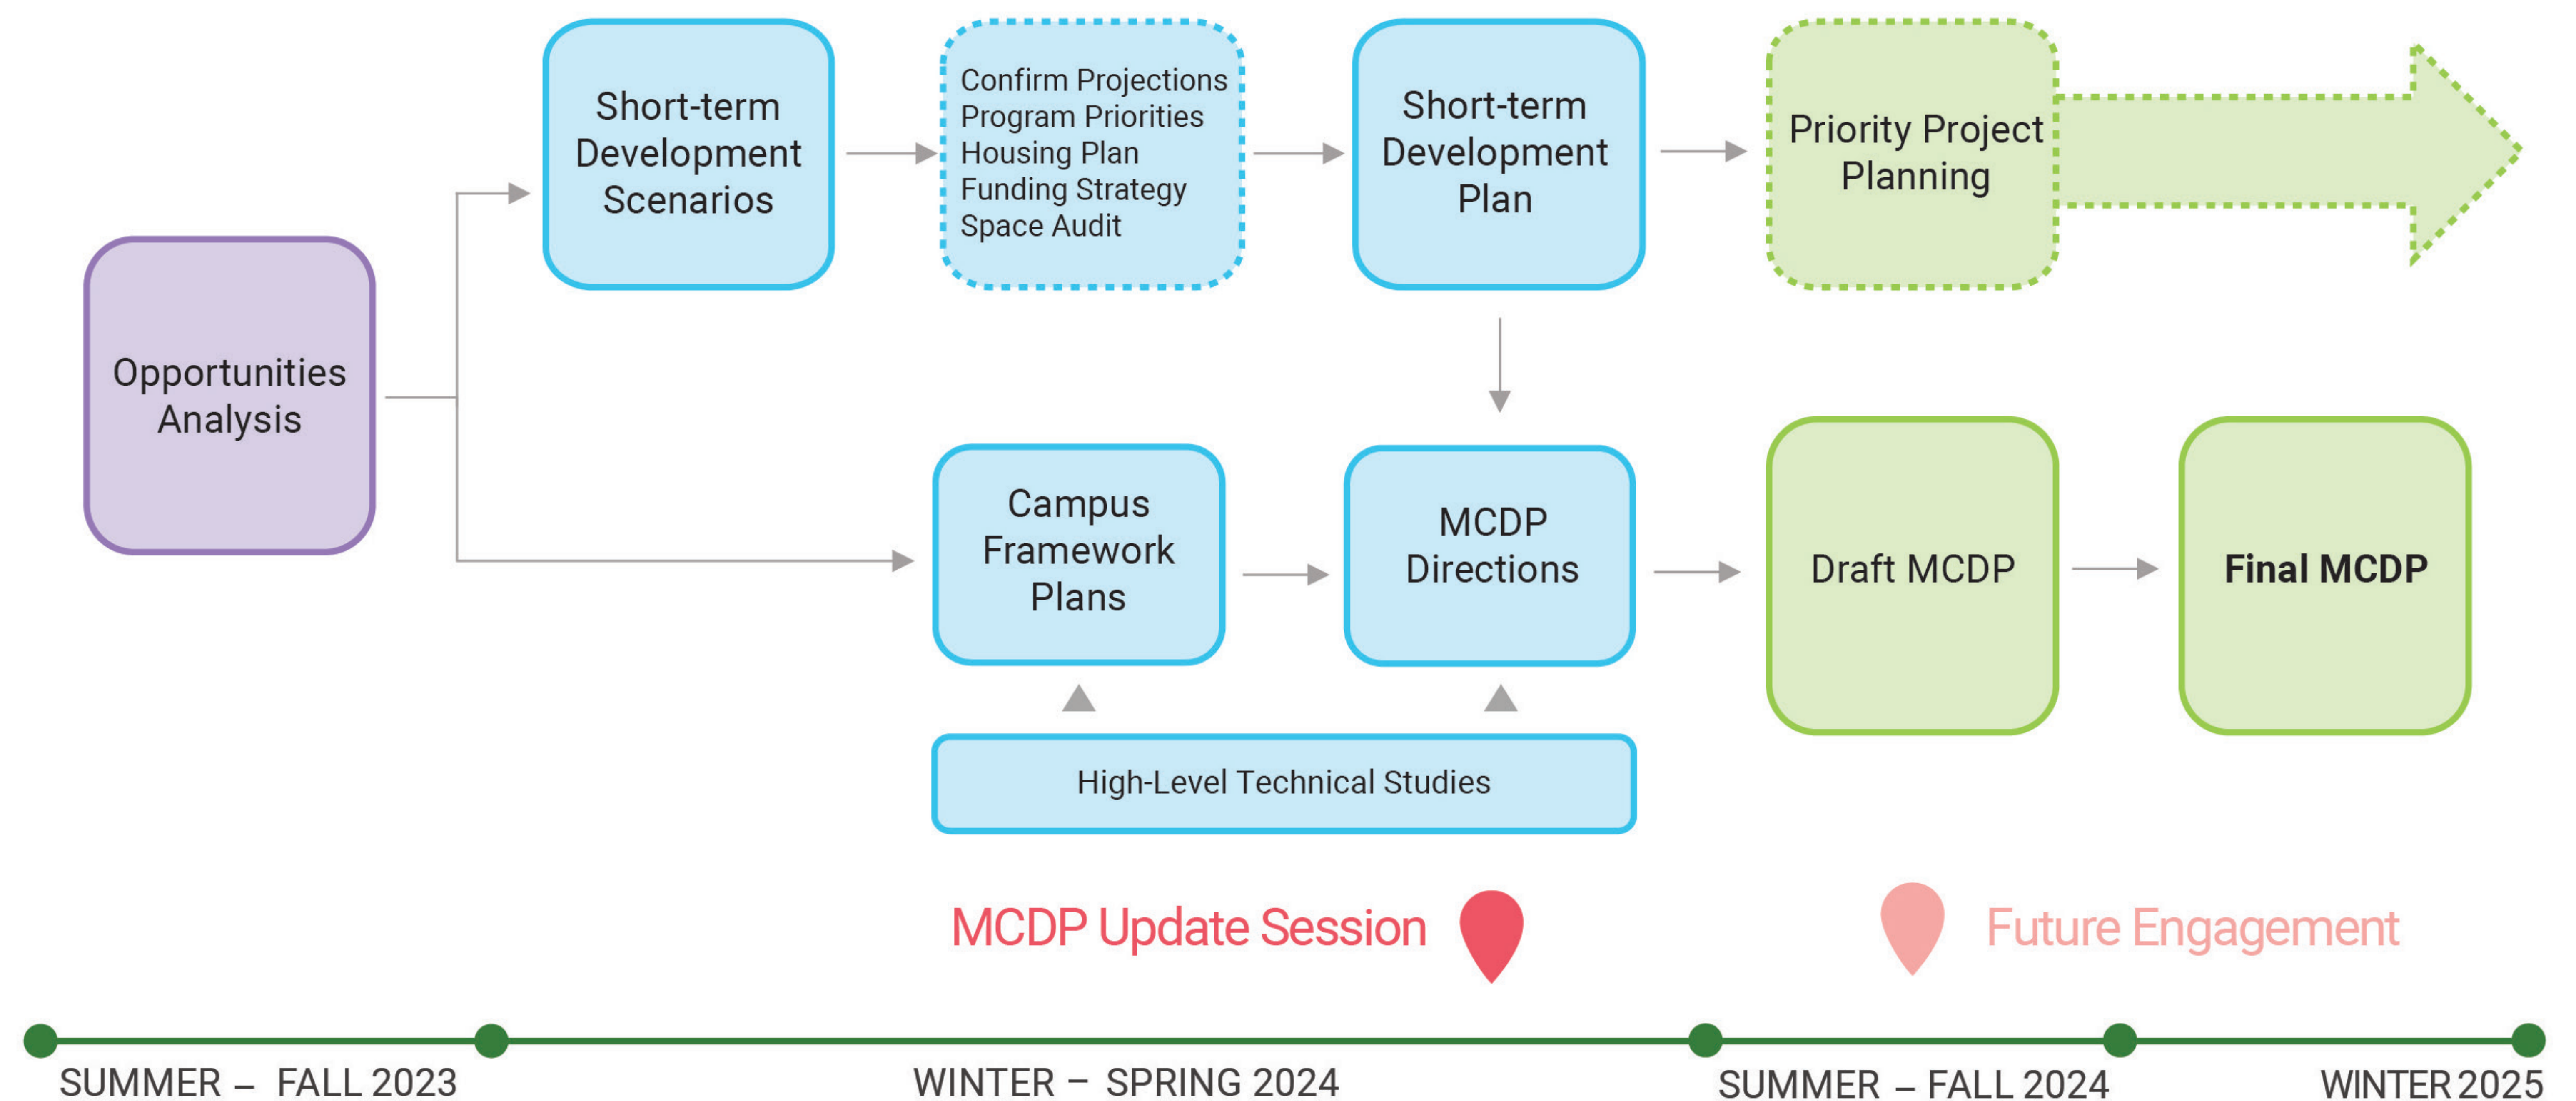 Short-term
Development
Scenarios
Confirm Projections
Program Priorities
Housing Plan
Funding Strategy
Space Audit
Short-term
Development
Plan
Priority Project
Planning
Opportunities
Analysis
Campus
Framework
Plans
MCDP
Directions
Draft MCDP
Final MCDP
High-Level Technical Studies
MCDP Update Session
Future Engagement
SUMMER – FALL 2023
WINTER – SPRING 2024
SUMMER – FALL 2024
WINTER 2025